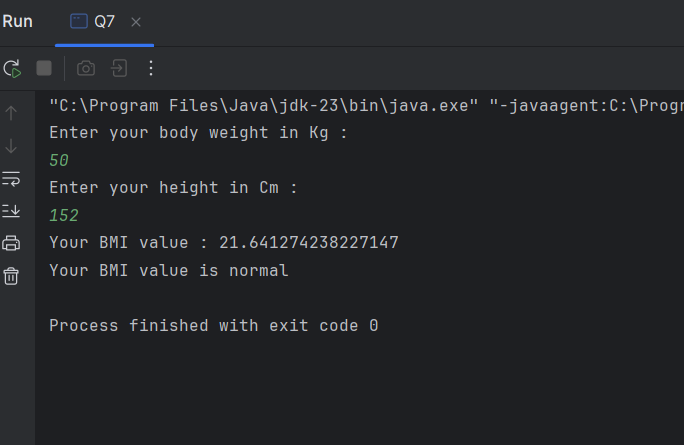 Run
Q7
"C:\Program Files\Java\jdk-23\bin\java.exe" "-javaagent:C:\Progr
Enter your body weight in Kg :
50
Enter your height in Cm :
152
Your BMI value : 21.641274238227147
Your BMI value is normal
Process finished with exit code 0